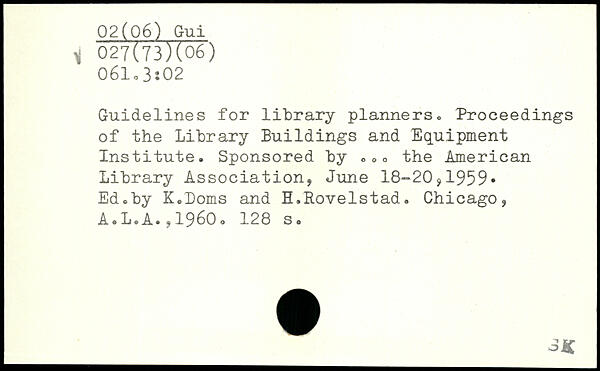 02(06) Gui
027(73)(06)
061.3:02
Guidelines for library planners. Proceedings
of the Library Buildings and Equipment
Institute. Sponsored by ... the American
Library Association, June 18-20,1959.
Ed.by K.Doms and H.Rovelstad. Chicago,
A.L.A.,1960. 128 s.
SK